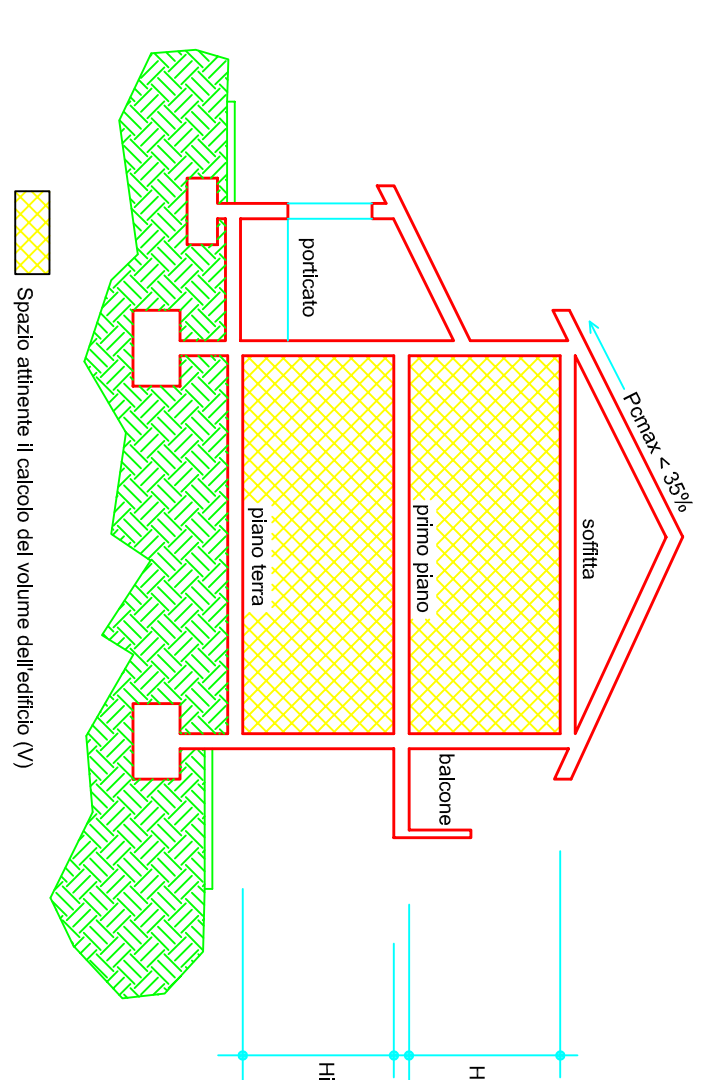 Pcmax < 35%
soffitta
primo piano
balcone
H
porticato
piano terra
Hi
Spazio attinente il calcolo del volume dell'edificio (V)